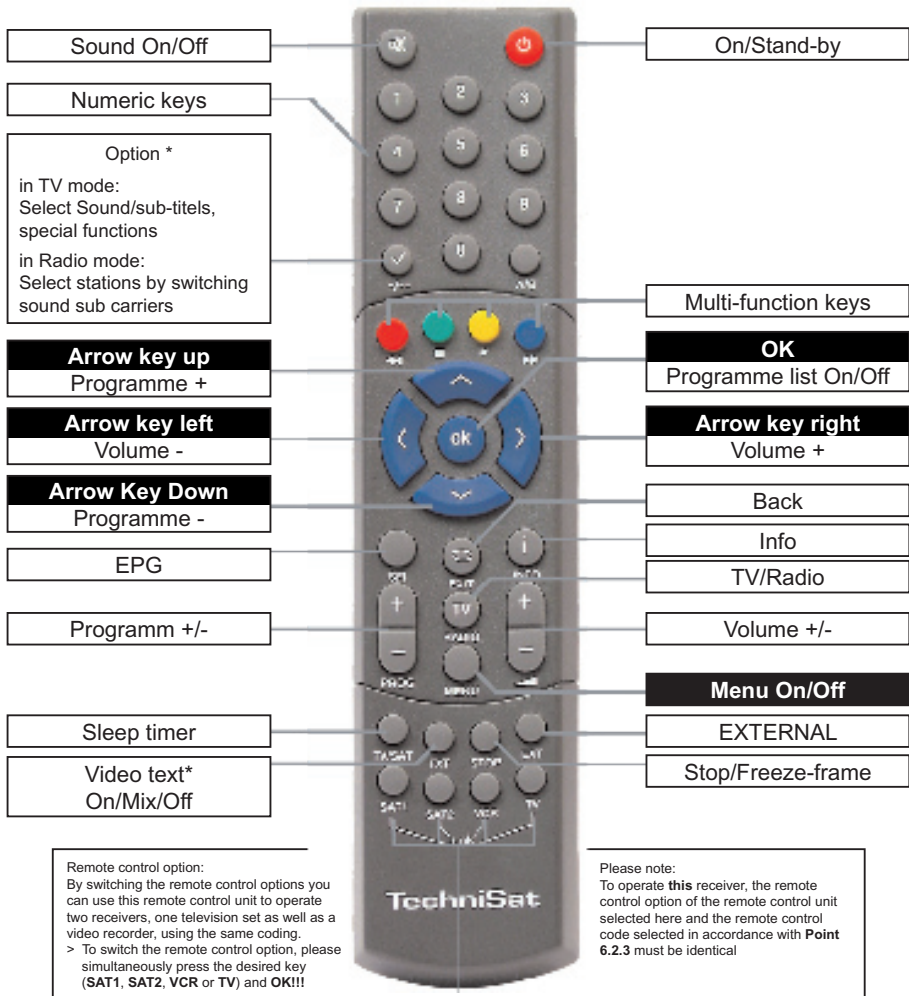 Sound On/Off
On/Stand-by
Numeric keys
Option *
in TV mode:
Select Sound/sub-titels,
special functions
in Radio mode:
Select stations by switching
sound sub carriers
Multi-function keys
Arrow key up
Programme +
OK
Programme list On/Off
Arrow key left
Volume -
Arrow key right
Volume +
Arrow Key Down
Programme -
Back
EPG
Info
TV/Radio
Programm +/-
Volume +/-
Menu On/Off
Sleep timer
EXTERNAL
Video text*
On/Mix/Off
Stop/Freeze-frame
1 2 3
4 5 6
7 8 9
0
ok
i
+ TV +
- -
PROG MENU
TV/SAT STOP
SAT1 SAT2 VCR TV
TechniSat
Remote control option:
By switching the remote control options you
can use this remote control unit to operate
two receivers, one television set as well as a
video recorder, using the same coding.
> To switch the remote control option, please
simultaneously press the desired key
(SAT1, SAT2, VCR or TV) and OK!!!
Please note:
To operate this receiver, the remote
control option of the remote control unit
selected here and the remote control
code selected in accordance with Point
6.2.3 must be identical